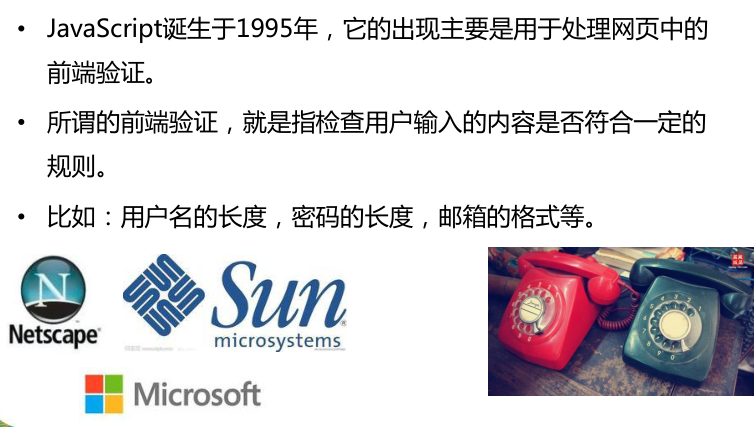 • JavaScript诞生于1995年，它的出现主要是用于处理网页中的
前端验证。
• 所谓的前端验证，就是指检查用户输入的内容是否符合一定的
规则。
• 比如：用户名的长度，密码的长度，邮箱的格式等。
N
Netscape®
Sun®
microsystems
Microsoft